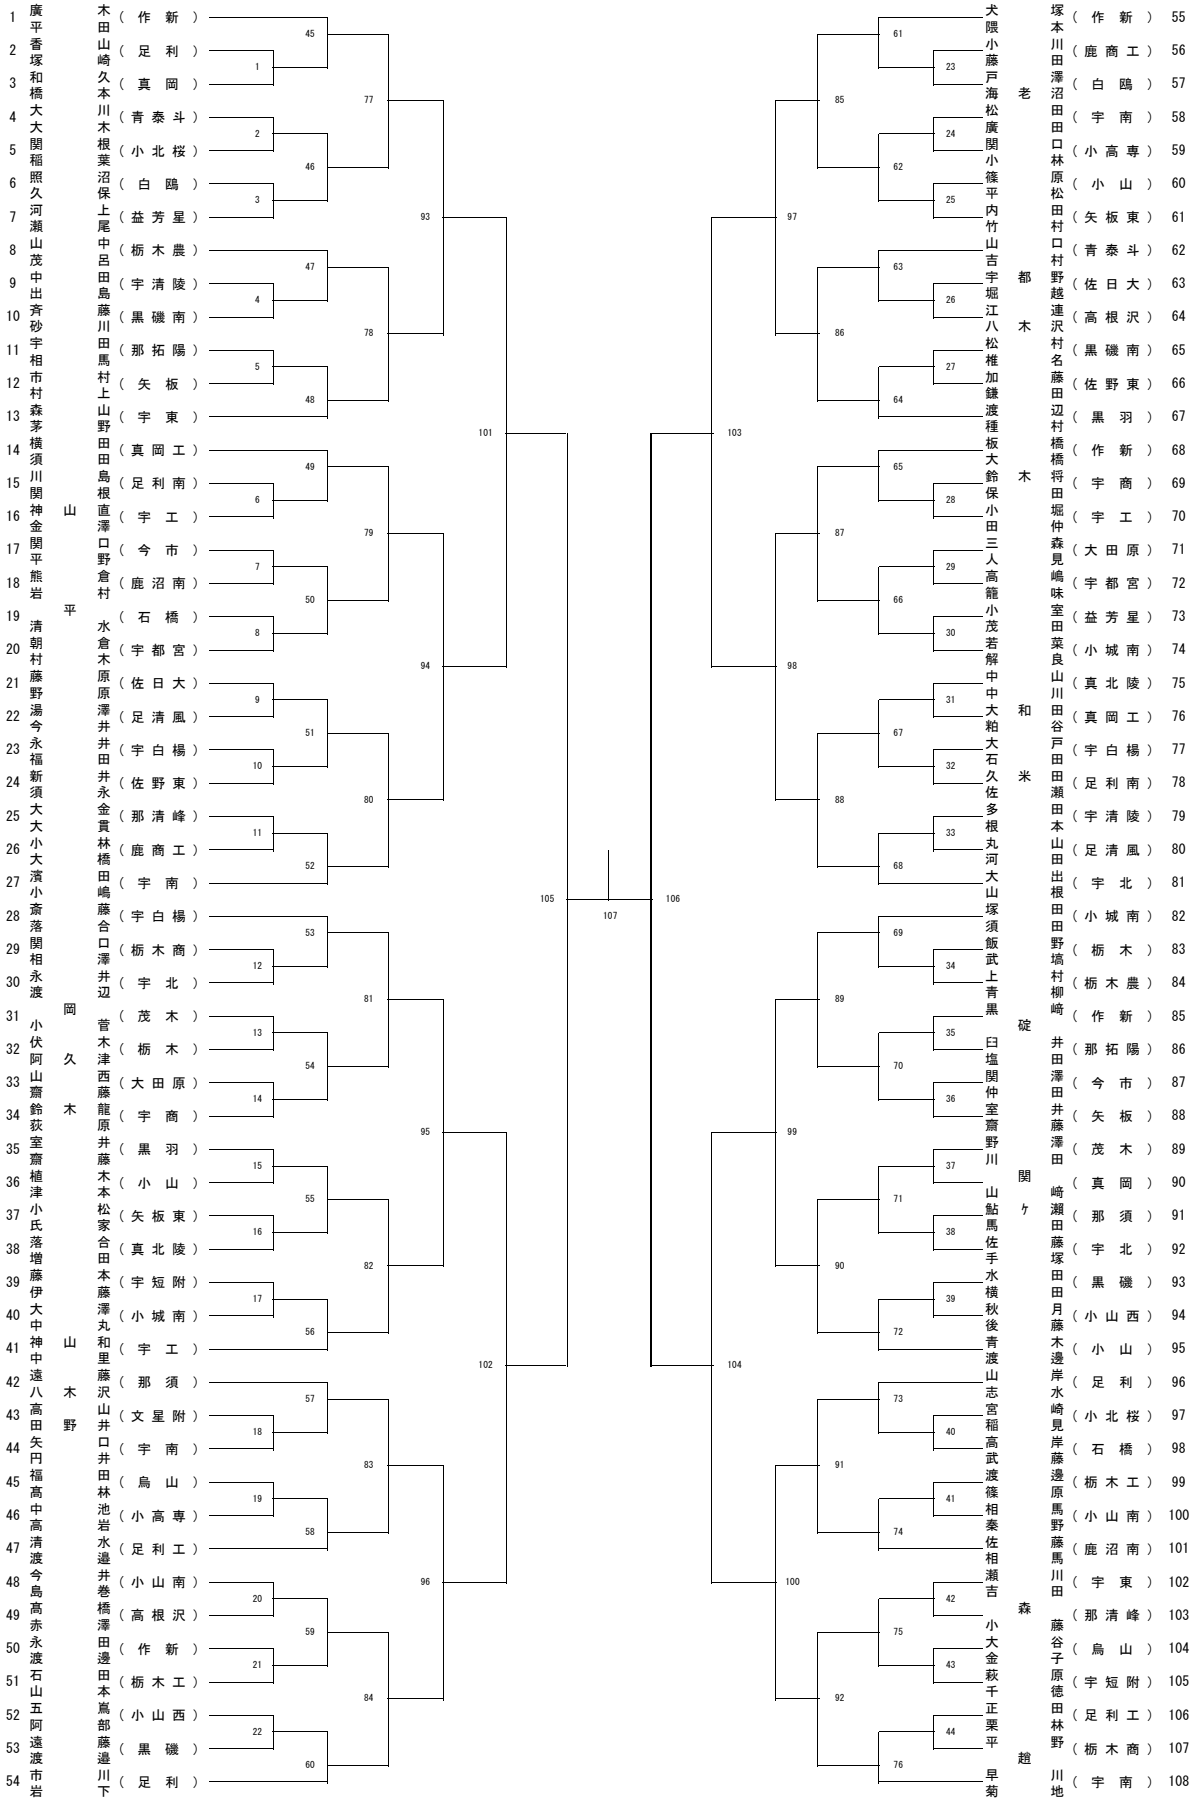 1 廣木 平田 (作新)
2 香山 塚崎 (足利)
3 和久 橋本 (真岡)
4 大川 大木 (青泰斗)
5 関根 稲葉 (小北桜)
6 照沼 久保 (白鴎)
7 河上 瀬尾 (益芳星)
8 山中 茂呂 (栃木農)
9 中田 出島 (宇清陵)
10 斉藤 砂川 (黒磯南)
11 宇田 相馬 (那拓陽)
12 市村 村上 (矢板)
13 森山 茅野 (宇東)
14 横田 須田 (真岡工)
15 川島 関根 (足利南)
16 神山直 金澤 (宇工)
17 関口 平野 (今市)
18 熊倉 岩村 (鹿沼南)
19 平 清水 (石橋)
20 朝倉 村木 (宇都宮)
21 藤原 野原 (佐日大)
22 湯澤 今井 (足清風)
23 永井 福田 (宇白楊)
24 新井 須永 (佐野東)
25 大金 大貫 (那清峰)
26 小林 大橋 (鹿商工)
27 濱田 小嶋 (宇南)
28 斎藤 落合 (宇白楊)
29 関口 相澤 (栃木商)
30 永井 渡辺 (宇北)
31 岡 小菅 (茂木)
32 伏木 阿久津 (栃木)
33 山西 齋藤 (大田原)
34 鈴木龍 荻原 (宇商)
35 室井 齋藤 (黒羽)
36 植木 津本 (小山)
37 小松 氏家 (矢板東)
38 落合 増田 (真北陵)
39 藤本 伊藤 (宇短附)
40 大澤 中丸 (小城南)
41 神山和 中里 (宇工)
42 遠藤 八木沢 (那須)
43 高山 田野井 (文星附)
44 矢口 円井 (宇南)
45 福田 髙林 (烏山)
46 中池 高岩 (小高専)
47 清水 渡邉 (足利工)
48 今井 島巻 (小山南)
49 髙橋 赤澤 (高根沢)
50 永田 渡邊 (作新)
51 石田 山本 (栃木工)
52 五嶌 阿部 (小山西)
53 遠藤 渡邉 (黒磯)
54 市川 岩下 (足利)
45
1
77
2
46
3
93
47
4
78
5
48
101
49
6
79
7
50
8
94
9
51
10
80
11
52
105
53
12
81
13
54
14
95
15
55
16
82
17
56
102
57
18
83
19
58
96
20
59
21
84
22
60
107
106
61
23
85
24
62
25
97
63
26
86
27
64
103
65
28
87
29
66
30
98
31
67
32
88
33
68
69
34
89
35
70
36
99
37
71
38
90
39
72
104
73
40
91
41
74
100
42
75
43
92
44
76
犬塚 隈本 (作新) 55
小川 藤田 (鹿商工) 56
戸澤 海老沼 (白鴎) 57
松田 廣田 (宇南) 58
関口 小林 (小高専) 59
篠原 平松 (小山) 60
内田 竹村 (矢板東) 61
山口 吉村 (青泰斗) 62
宇都野 堀越 (佐日大) 63
江連 八木沢 (高根沢) 64
松村 椎名 (黒磯南) 65
加藤 鎌田 (佐野東) 66
渡辺 種村 (黒羽) 67
板橋 大橋 (作新) 68
鈴木将 保田 (宇商) 69
小堀 田仲 (宇工) 70
三森 人見 (大田原) 71
高嶋 籠味 (宇都宮) 72
小室 茂田 (益芳星) 73
若菜 解良 (小城南) 74
中山 中川 (真北陵) 75
大和田 粕谷 (真岡工) 76
大戸 石田 (宇白楊) 77
久米田 佐瀬 (足利南) 78
多田 根本 (宇清陵) 79
丸山 河田 (足清風) 80
大出 山根 (宇北) 81
塚田 須田 (小城南) 82
飯野 武塙 (栃木) 83
上村 青柳 (栃木農) 84
黒﨑 碇 (作新) 85
臼井 塩田 (那拓陽) 86
関澤 仲田 (今市) 87
室井 齋藤 (矢板) 88
野澤 川田 (茂木) 89
関 山﨑 (真岡) 90
鮎ヶ瀬 馬田 (那須) 91
佐藤 手塚 (宇北) 92
水田 横田 (黒磯) 93
秋月 後藤 (小山西) 94
青木 渡邊 (小山) 95
山岸 志水 (足利) 96
宮崎 稲見 (小北桜) 97
高岸 武藤 (石橋) 98
渡邊 篠原 (栃木工) 99
相馬 秦野 (小山南) 100
佐藤 相馬 (鹿沼南) 101
瀬川 吉田 (宇東) 102
森 小藤 (那清峰) 103
大谷 金子 (烏山) 104
萩原 千徳 (宇短附) 105
正田 栗林 (足利工) 106
平野 趙 (栃木商) 107
早川 菊地 (宇南) 108